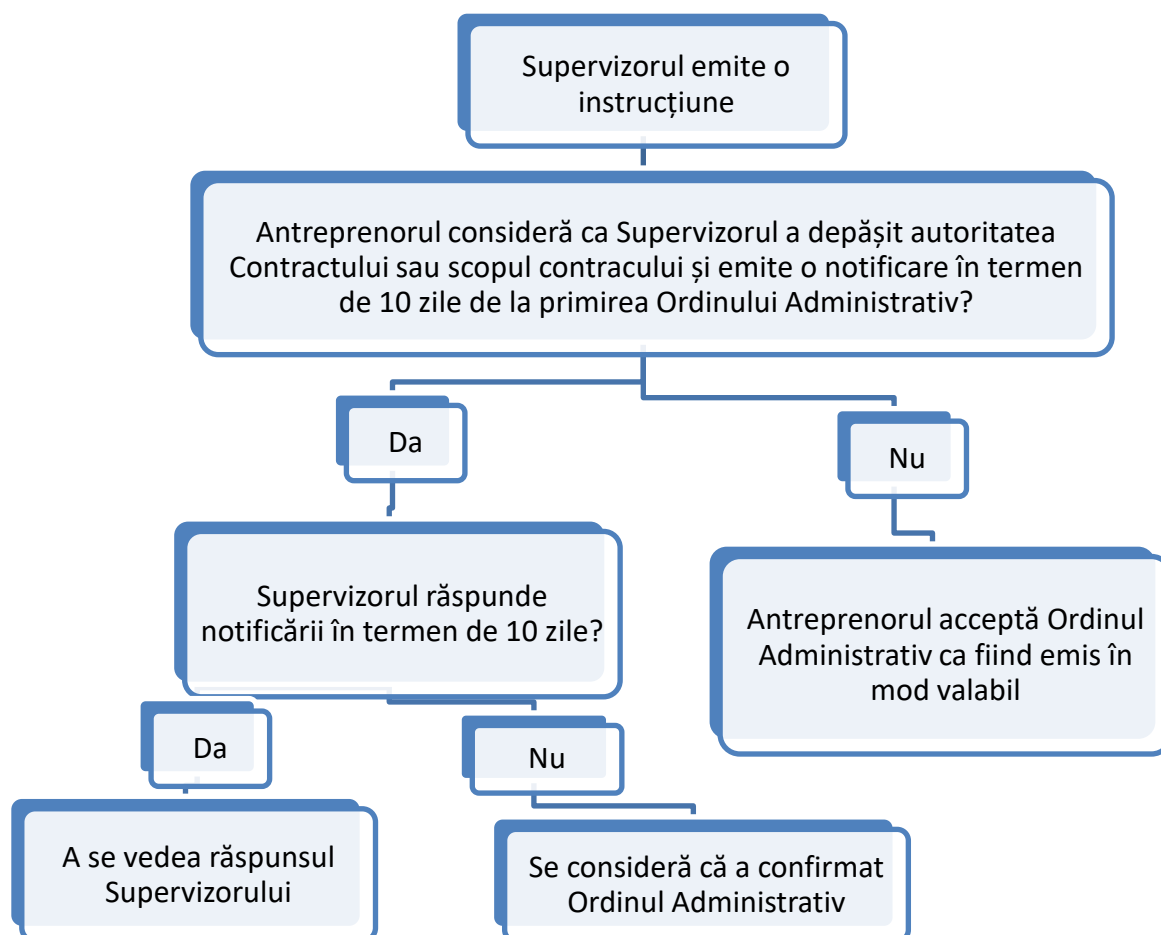 Supervizorul emite o
instrucțiune
Antreprenorul consideră ca Supervizorul a depășit autoritatea
Contractului sau scopul contracului și emite o notificare în termen
de 10 zile de la primirea Ordinului Administrativ?
Da
Nu
Supervizorul răspunde
notificării în termen de 10 zile?
Antreprenorul acceptă Ordinul
Administrativ ca fiind emis în
mod valabil
Da
Nu
A se vedea răspunsul
Supervizorului
Se consideră că a confirmat
Ordinul Administrativ